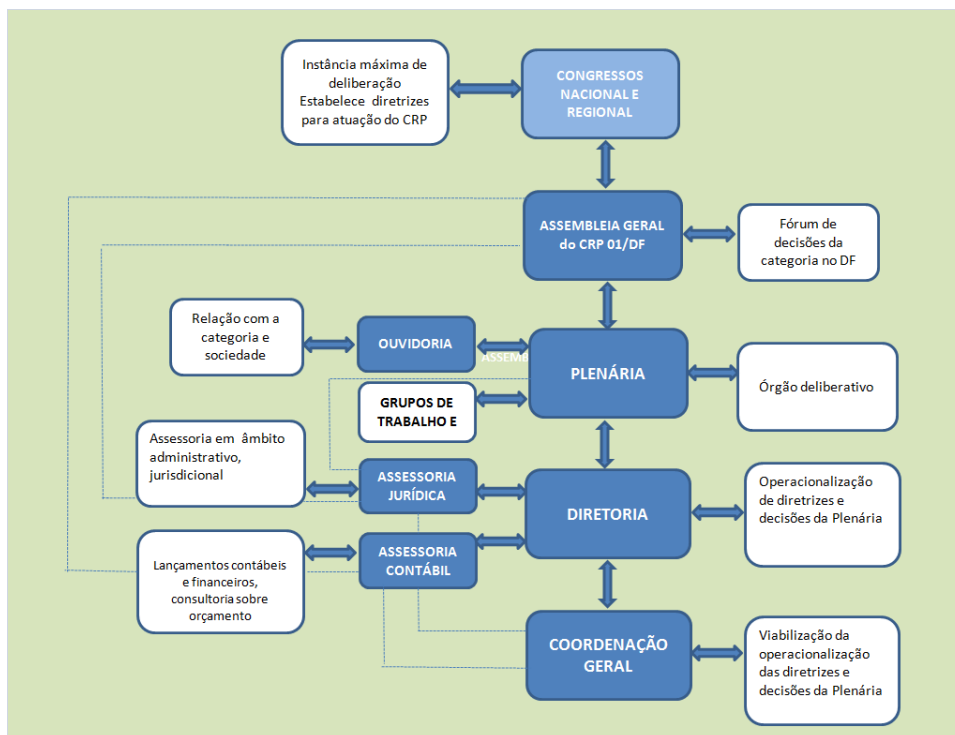 Instância máxima de
deliberação
Estabelece diretrizes
para atuação do CRP
CONGRESSOS
NACIONAL E
REGIONAL
ASSEMBLEIA GERAL
do CRP 01/DF
Fórum de
decisões da
categoria no DF
Relação com a
categoria e
sociedade
OUVIDORIA
ASSEMB
PLENÁRIA
Órgão deliberativo
GRUPOS DE
TRABALHO E
Assessoria em âmbito
administrativo,
jurisdicional
ASSESSORIA
JURÍDICA
DIRETORIA
Operacionalização
de diretrizes e
decisões da Plenária
Lançamentos contábeis
e financeiros,
consultoria sobre
orçamento
ASSESSORIA
CONTÁBIL
COORDENAÇÃO
GERAL
Viabilização da
operacionalização
das diretrizes e
decisões da Plenária